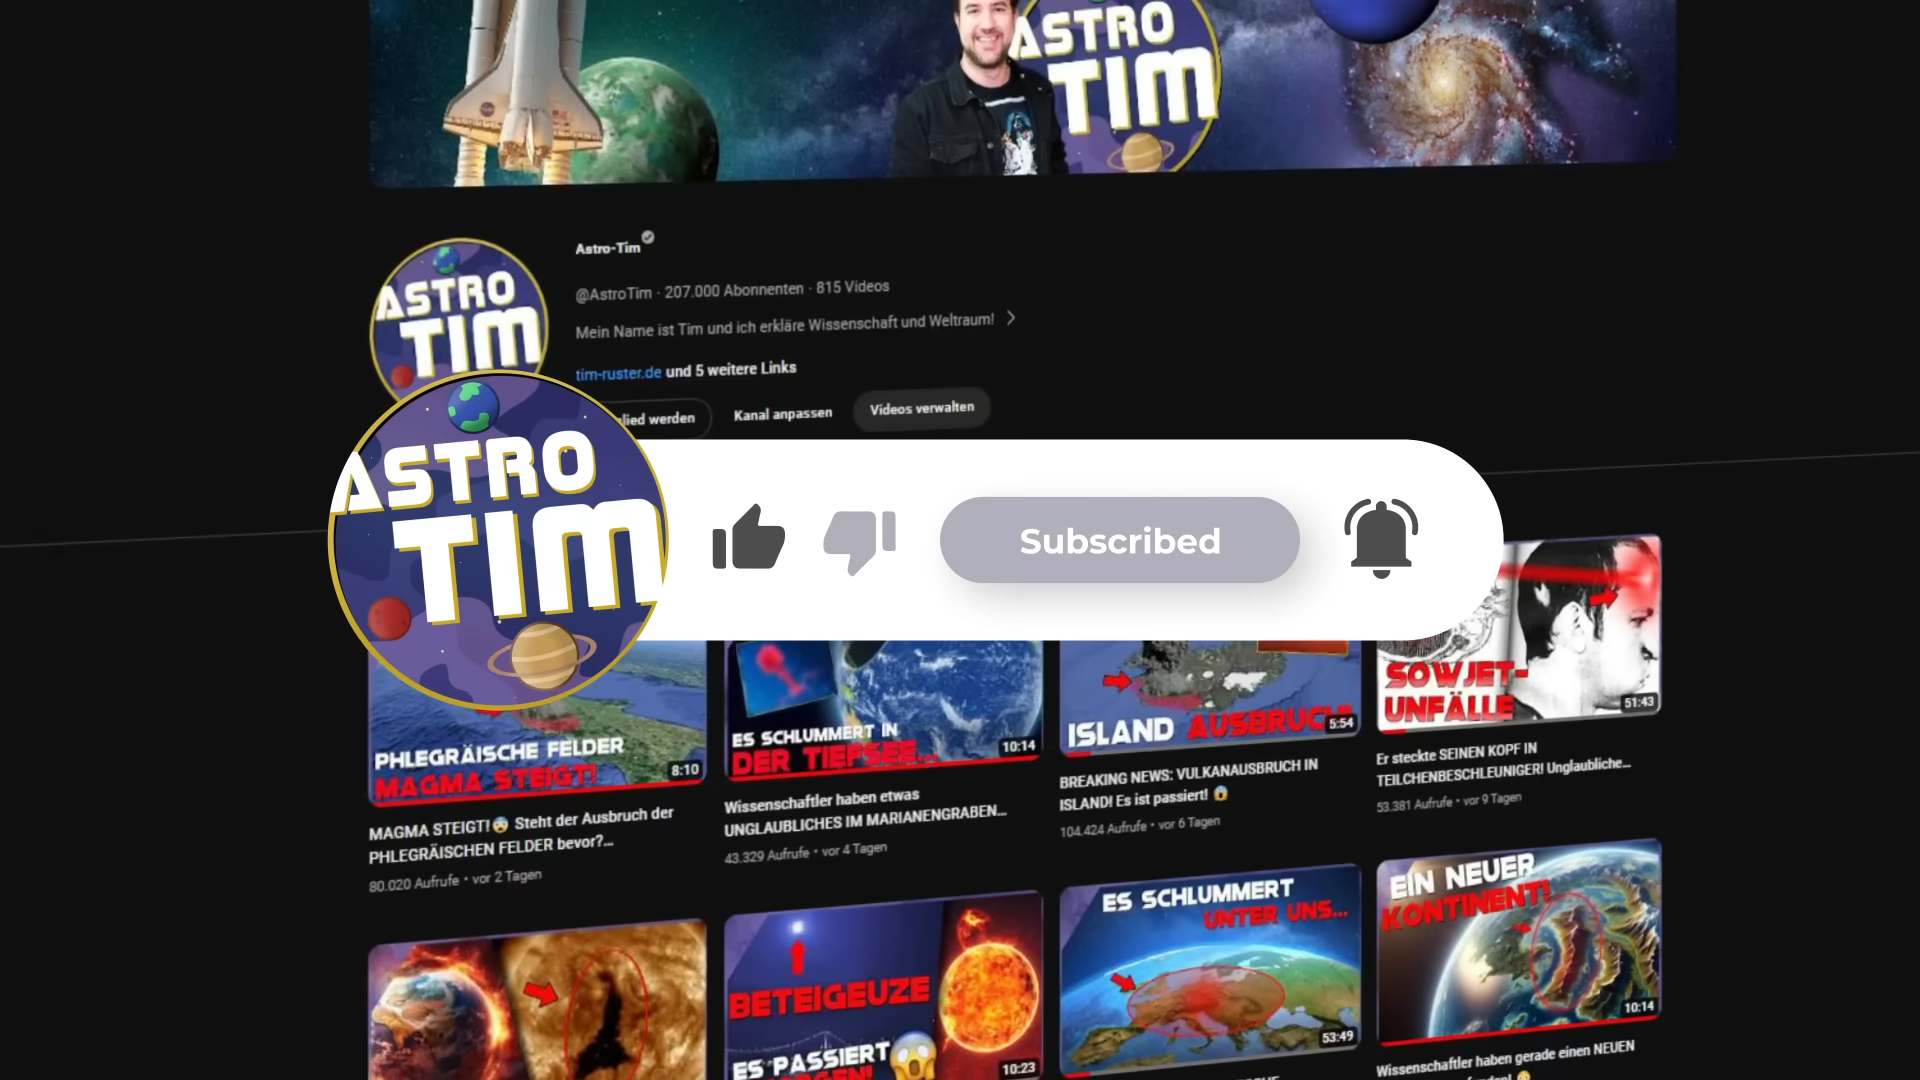 ASTRO
TIM
ASTRO
TIM
Astro-Tim
@AstroTim · 207.000 Abonnenten · 815 Videos
Mein Name ist Tim und ich erkläre Wissenschaft und Weltraum!
tim-ruster.de und 5 weitere Links
werden
Kanal anpassen
Videos verwalten
ASTRO
TIM
Subscribed
PHLEGRÄISCHE FELDER
MAGMA STEIGT!
8:10
MAGMA STEIGT!😨 Steht der Ausbruch der
PHLEGRÄISCHEN FELDER bevor?...
80.020 Aufrufe • vor 2 Tagen
ES SCHLUMMERT IN
DER TIEFSEE...
10:14
Wissenschaftler haben etwas
UNGLAUBLICHES IM MARIANENGRABEN...
43.329 Aufrufe • vor 4 Tagen
ISLAND AUSBRUCH!
5:54
BREAKING NEWS: VULKANAUSBRUCH IN
ISLAND! Es ist passiert! 😱
104.424 Aufrufe • vor 6 Tagen
SOWJET-
UNFÄLLE
51:43
Er steckte SEINEN KOPF IN
TEILCHENBESCHLEUNIGER! Unglaubliche...
53.381 Aufrufe • vor 9 Tagen
BETEIGEUZE
ES PASSIERT
10:23
ES SCHLUMMERT
UNTER UNS...
53:49
EIN NEUER
KONTINENT!
10:14
Wissenschaftler haben gerade einen NEUEN